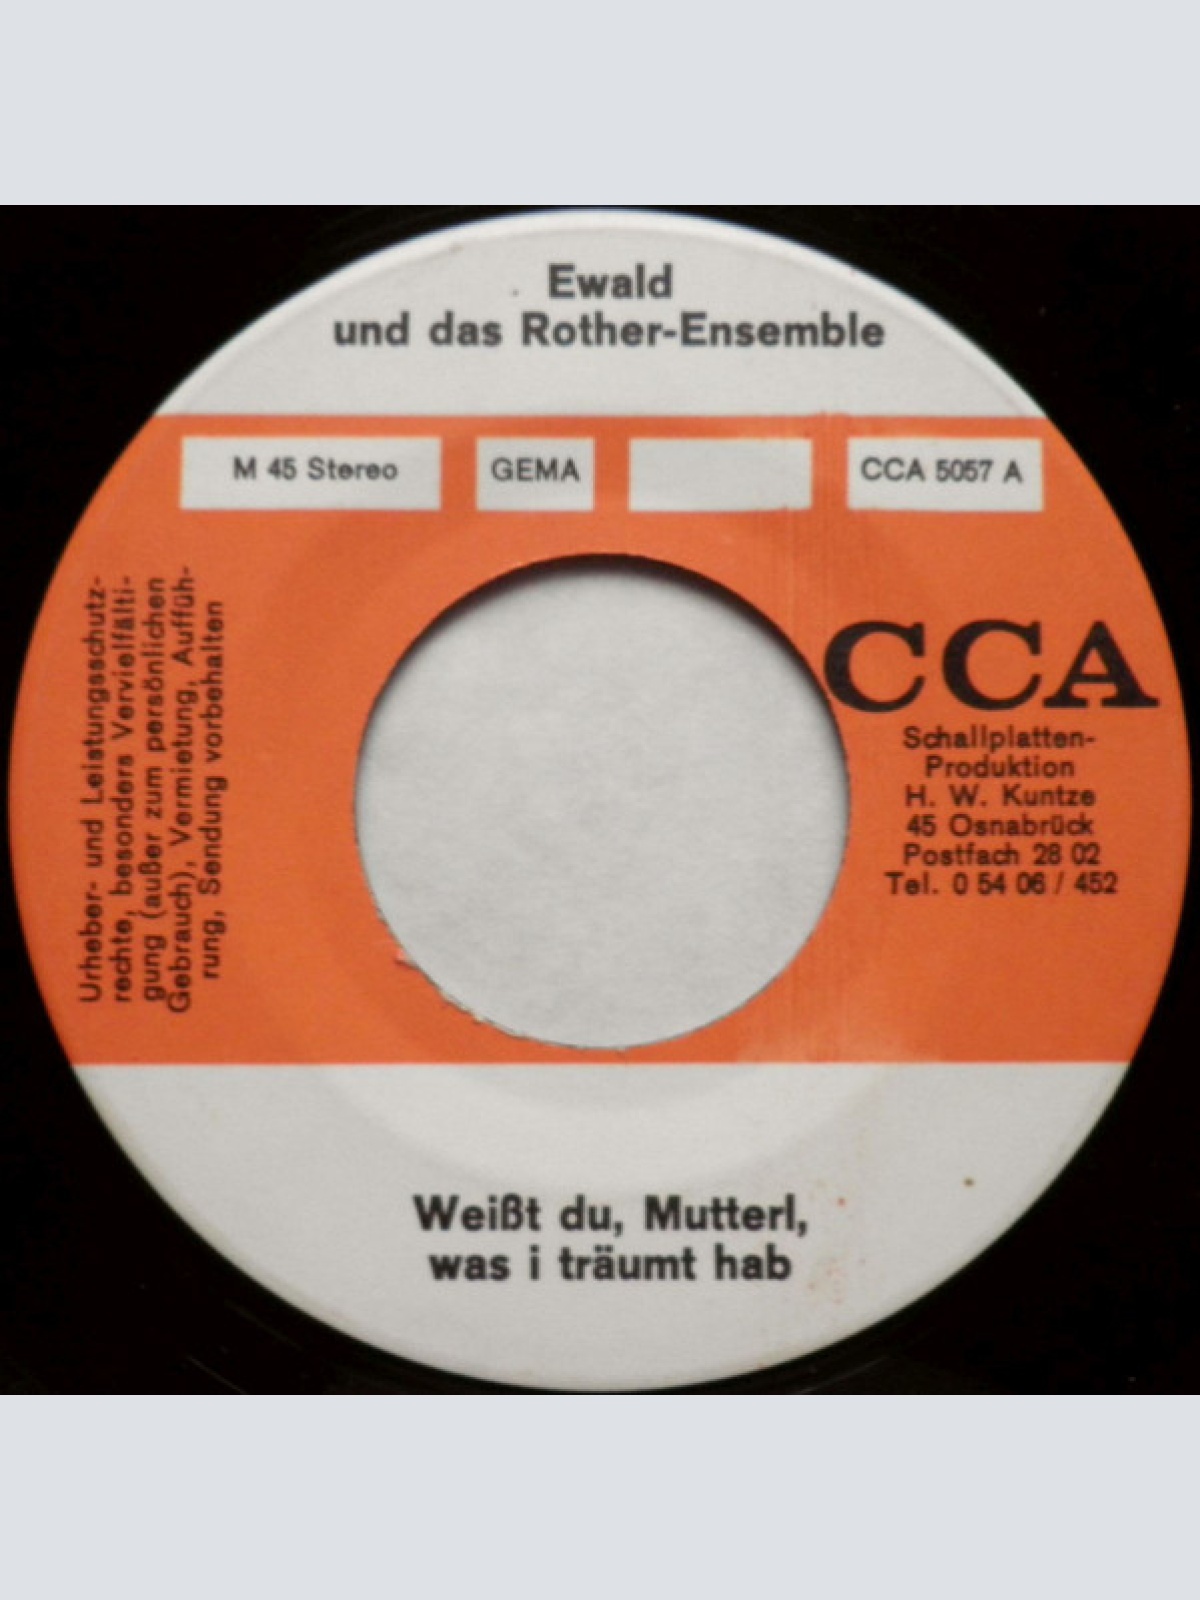 Ewald
und das Rother-Ensemble
M 45 Stereo
GEMA
CCA 5057 A
Urheber- und Leistungsschutz-
rechte, besonders Vervielfälti-
gung (außer zum persönlichen
Gebrauch), Vermietung, Auffüh-
rung, Sendung vorbehalten
CCA
Schallplatten-
Produktion
H. W. Kuntze
45 Osnabrück
Postfach 28 02
Tel. 0 54 06 / 452
Weißt du, Mutterl,
was i träumt hab